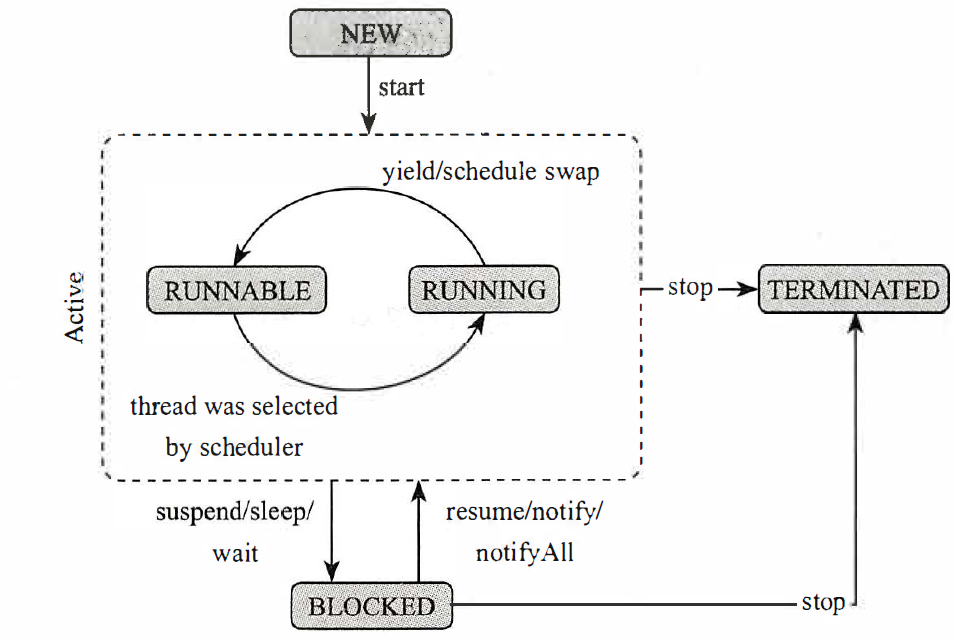 NEW
start
yield/schedule swap
Active
RUNNABLE
RUNNING
stop
TERMINATED
thread was selected
by scheduler
suspend/sleep/
wait
resume/notify/
notifyAll
BLOCKED
stop